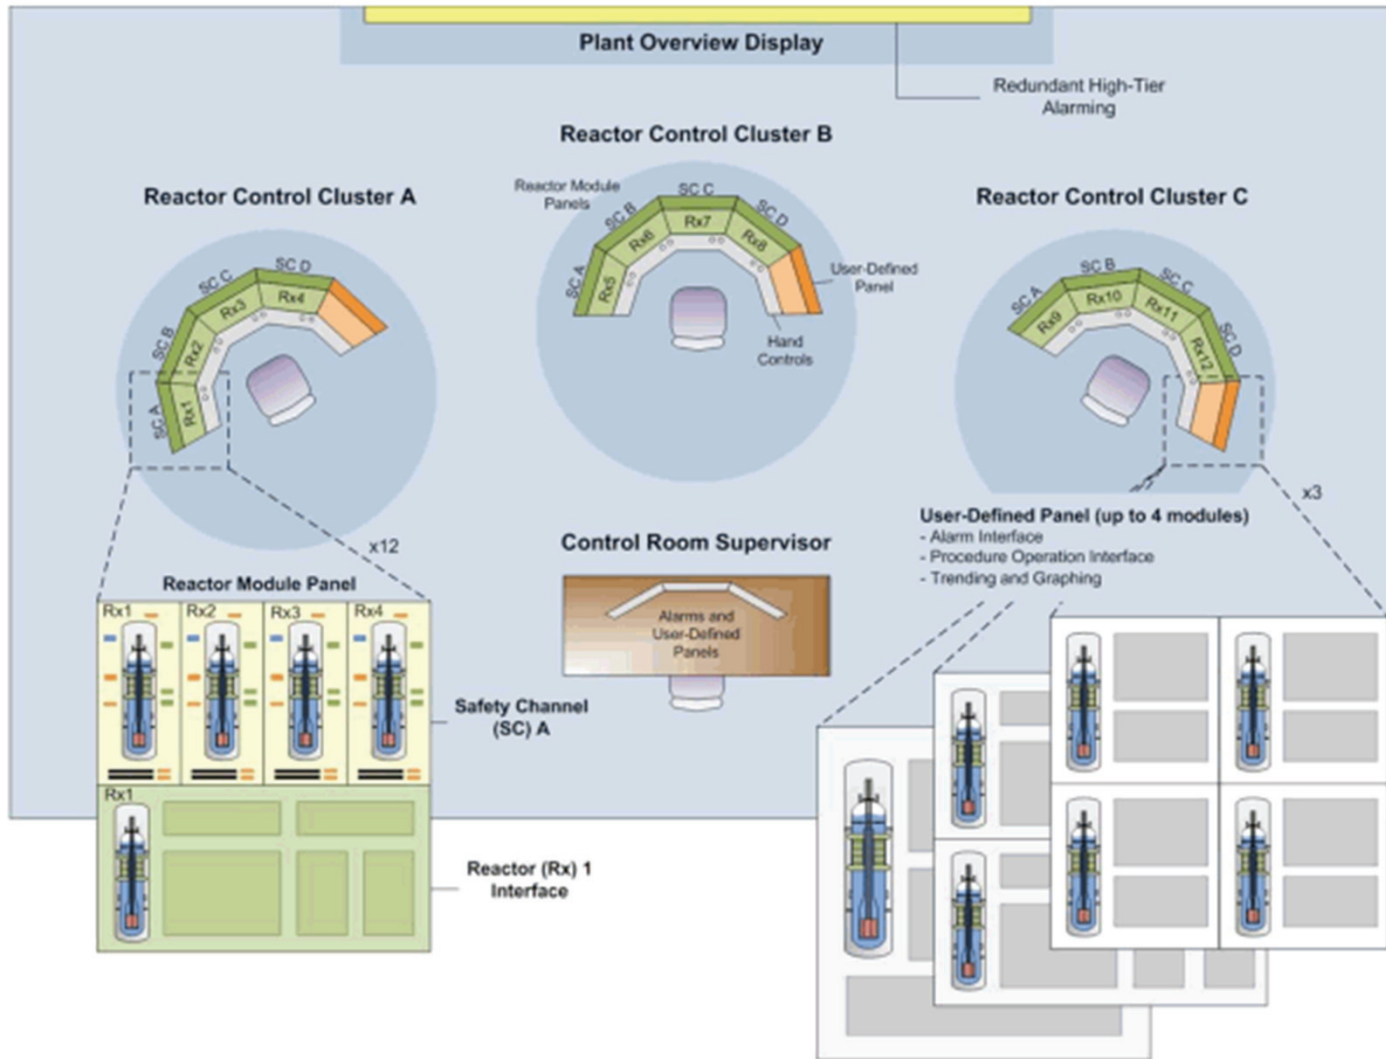 Plant Overview Display
Redundant High-Tier
Alarming
Reactor Control Cluster B
Reactor Control Cluster A
Reactor Control Cluster C
Reactor Module
Panels
SC A
SC B
SC C
SC D
Rx5
Rx6
Rx7
Rx8
User-Defined
Panel
Hand
Controls
SC A
SC B
SC C
SC D
Rx1
Rx2
Rx3
Rx4
SC A
SC B
SC C
SC D
Rx9
Rx10
Rx11
Rx12
x12
x3
Reactor Module Panel
Rx1
Rx2
Rx3
Rx4
Safety Channel
(SC) A
Rx1
Reactor (Rx) 1
Interface
Control Room Supervisor
Alarms and
User-Defined
Panels
User-Defined Panel (up to 4 modules)
- Alarm Interface
- Procedure Operation Interface
- Trending and Graphing